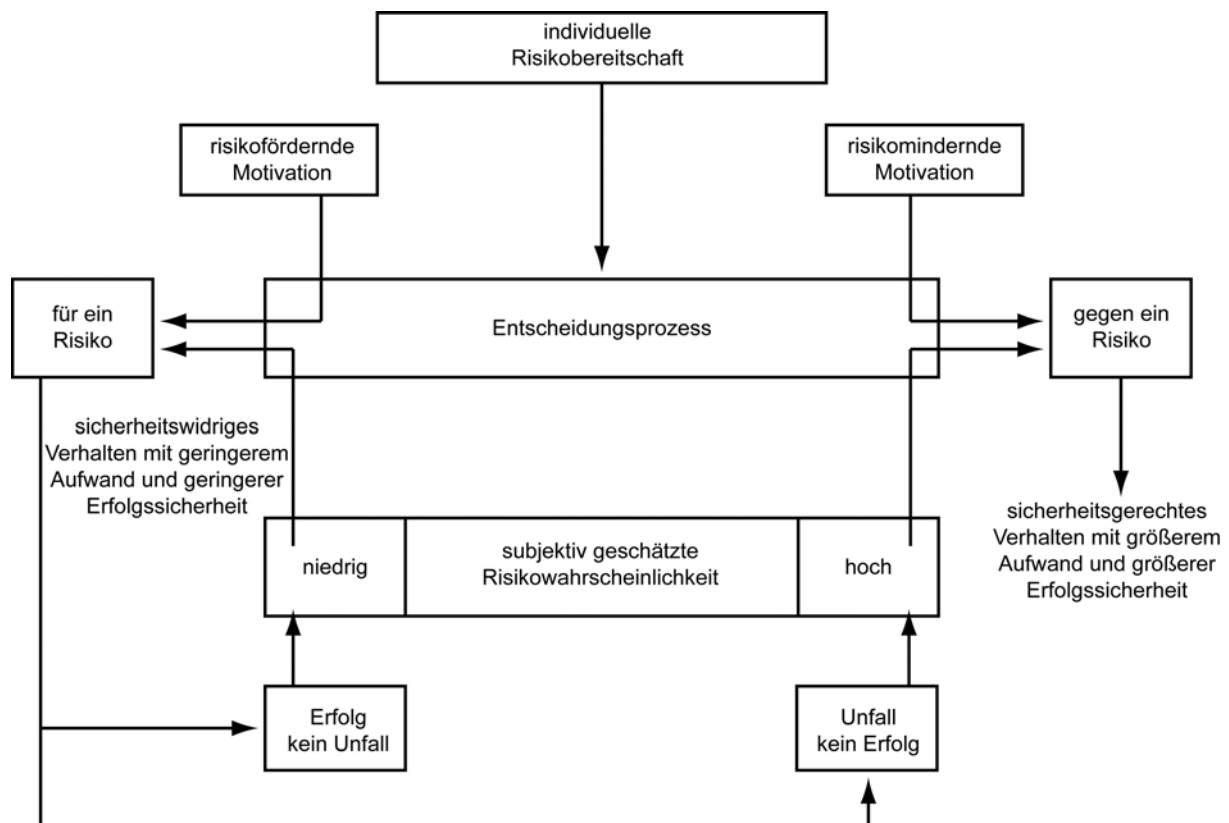 individuelle
Risikobereitschaft
risikofördernde
Motivation
risikomindernde
Motivation
für ein
Risiko
Entscheidungsprozess
gegen ein
Risiko
sicherheitswidriges
Verhalten mit geringerem
Aufwand und geringerer
Erfolgssicherheit
sicherheitsgerechtes
Verhalten mit größerem
Aufwand und größerer
Erfolgssicherheit
niedrig
subjektiv geschätzte
Risikowahrscheinlichkeit
hoch
Erfolg
kein Unfall
Unfall
kein Erfolg